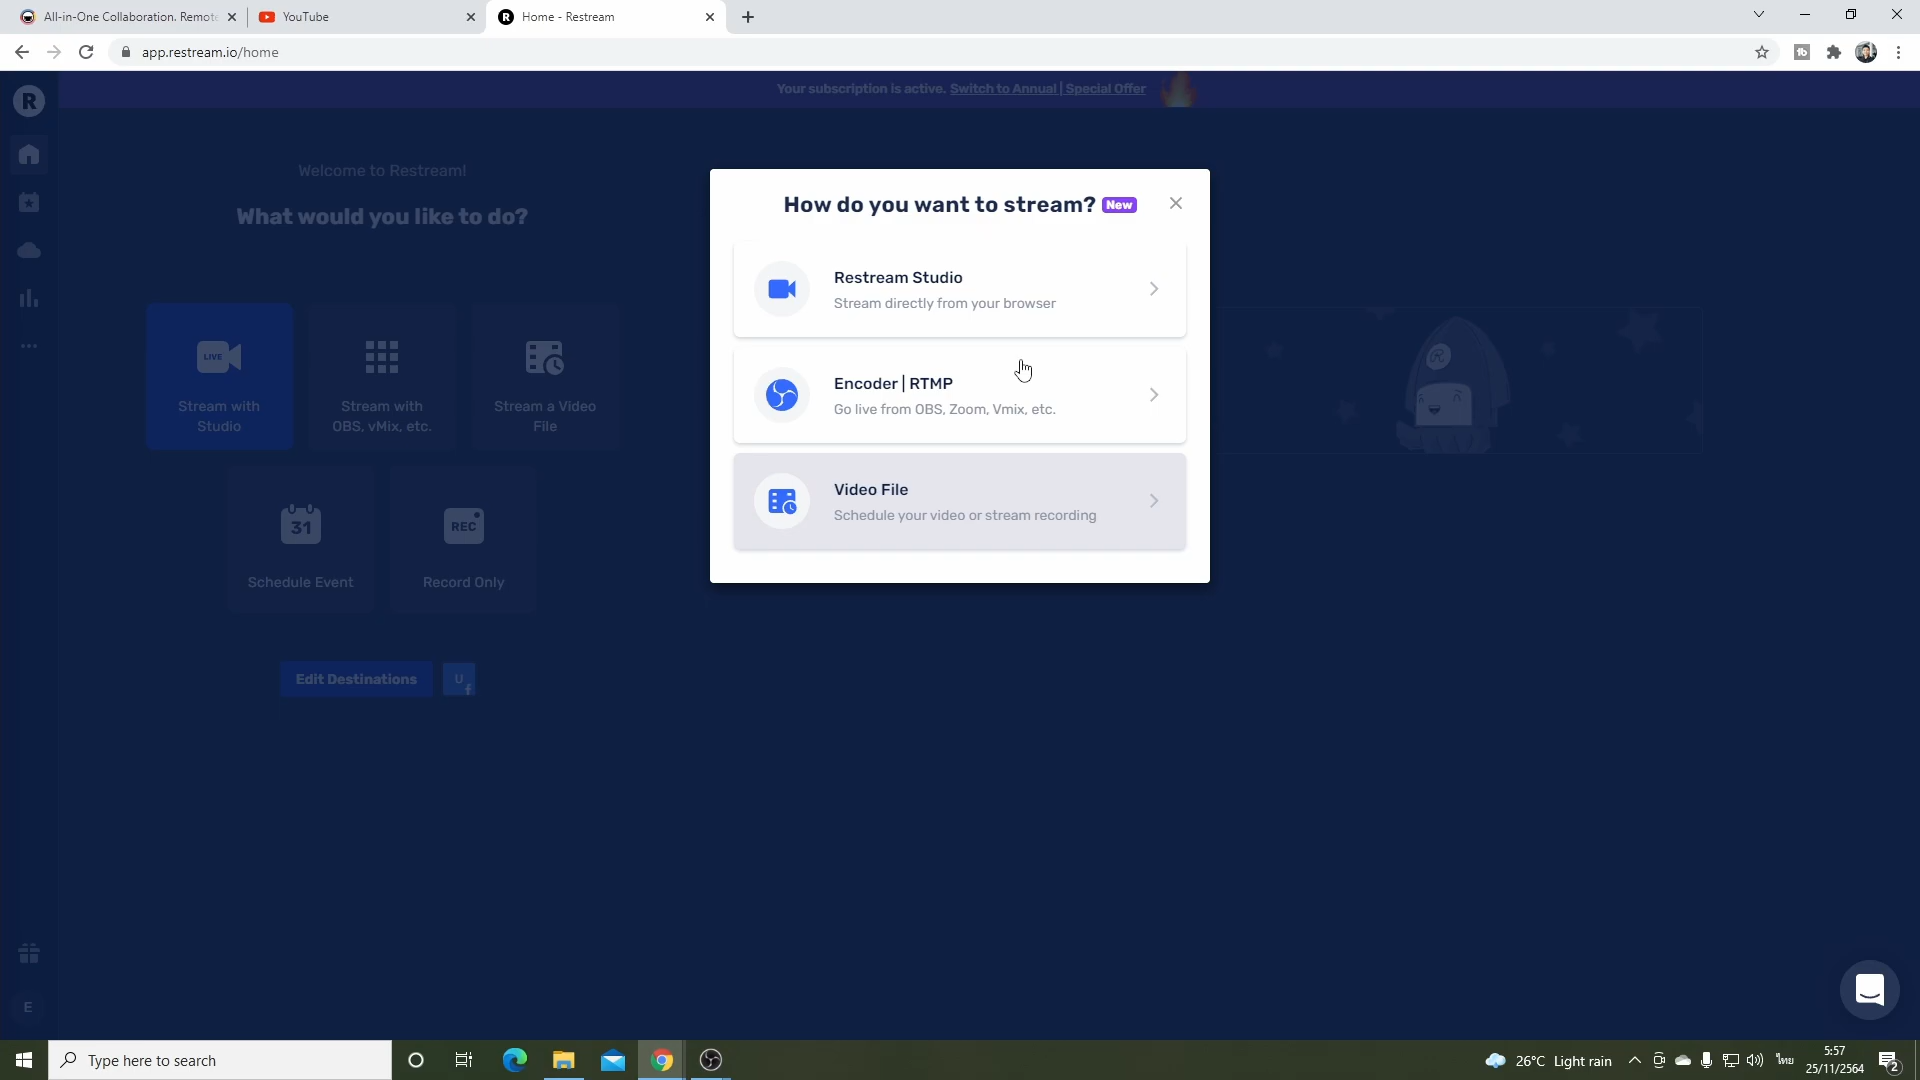 All-in-One Collaboration. Remote
YouTube
R
Home - Restream
app.restream.io/home
R
Your subscription is active. Switch to Annual | Special Offer
Welcome to Restream!
What would you like to do?
LIVE
Stream with
Studio
Stream with
OBS, vMix, etc.
Stream a Video
File
31
Schedule Event
REC
Record Only
Edit Destinations
U
f
How do you want to stream? New
Restream Studio
Stream directly from your browser
Encoder | RTMP
Go live from OBS, Zoom, Vmix, etc.
Video File
Schedule your video or stream recording
R
E
Type here to search
26°C Light rain
ไทย
5:57
25/11/2564
2